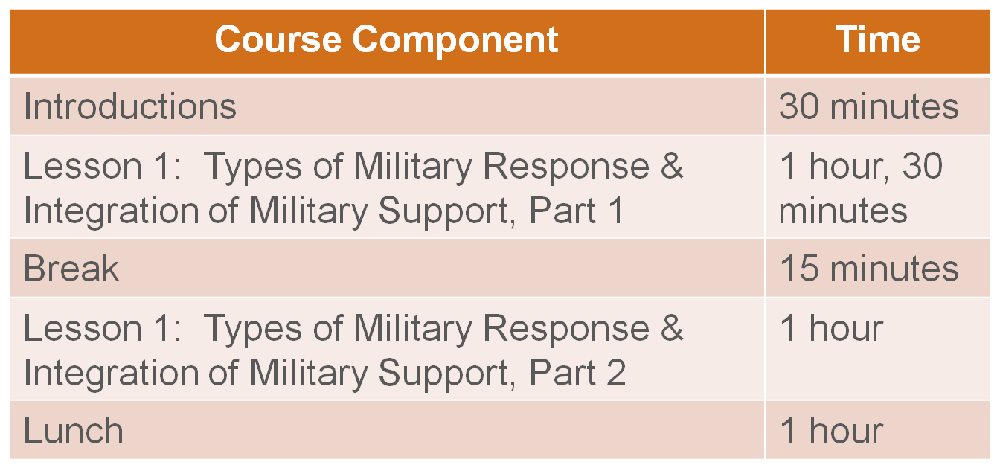 Course Component Time
Introductions 30 minutes
Lesson 1:  Types of Military Response & 1 hour, 30
Integration of Military Support, Part 1 minutes
Break 15 minutes
Lesson 1:  Types of Military Response & 1 hour
Integration of Military Support, Part 2
Lunch 1 hour